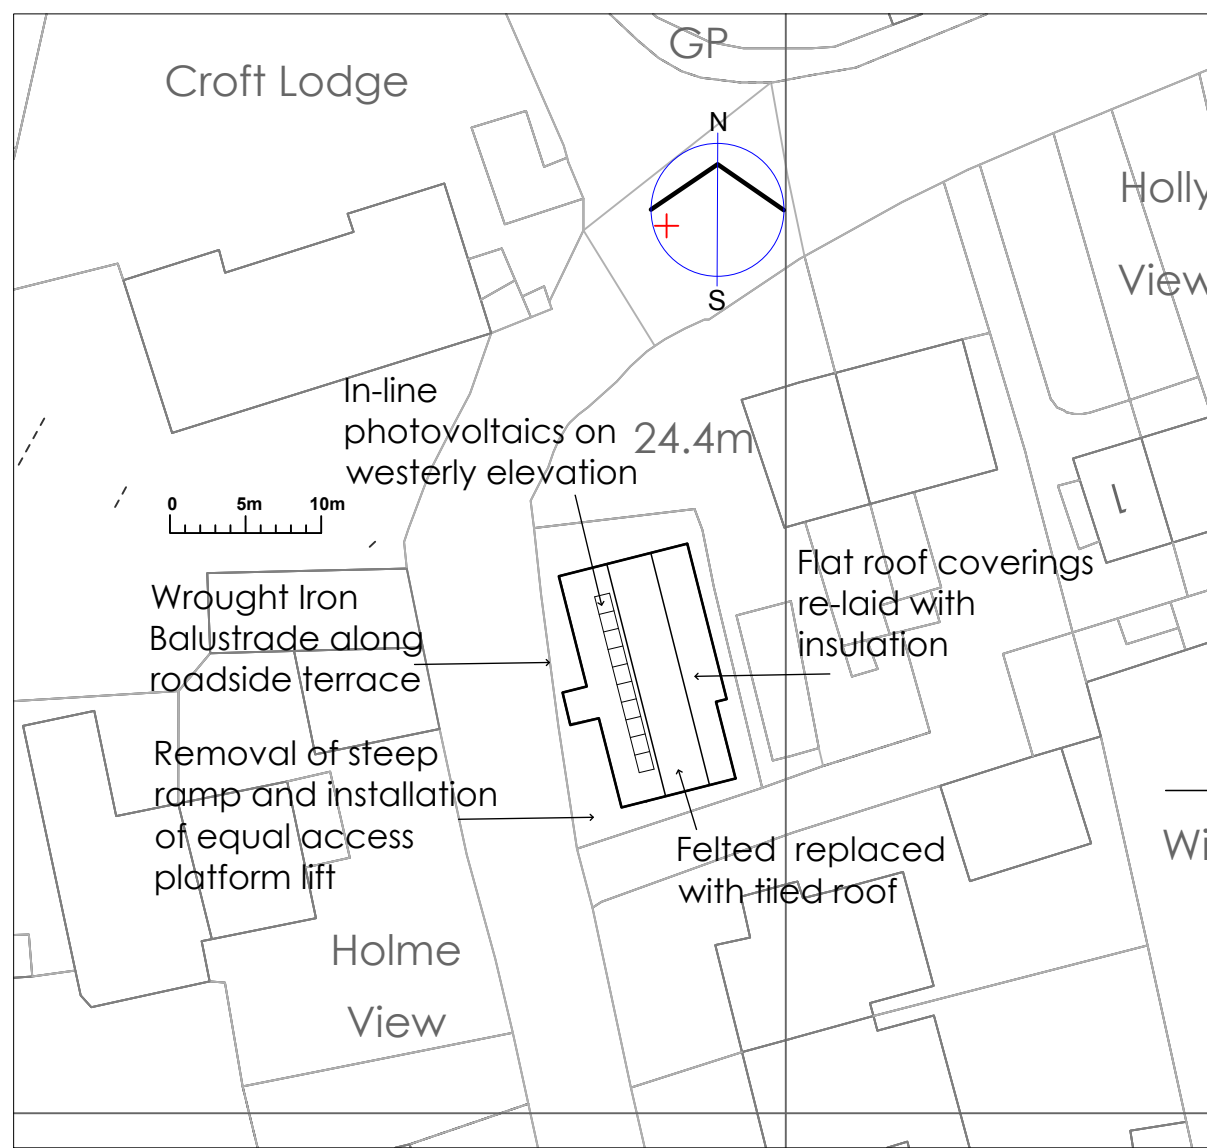 GP
Croft Lodge
N
Holly
View
S
In-line
photovoltaics on
westerly elevation
24.4m
0 5m 10m
1
Flat roof coverings
re-laid with
insulation
Wrought Iron
Balustrade along
roadside terrace
Removal of steep
ramp and installation
of equal access
platform lift
Felted replaced
with tiled roof
Wi
Holme
View